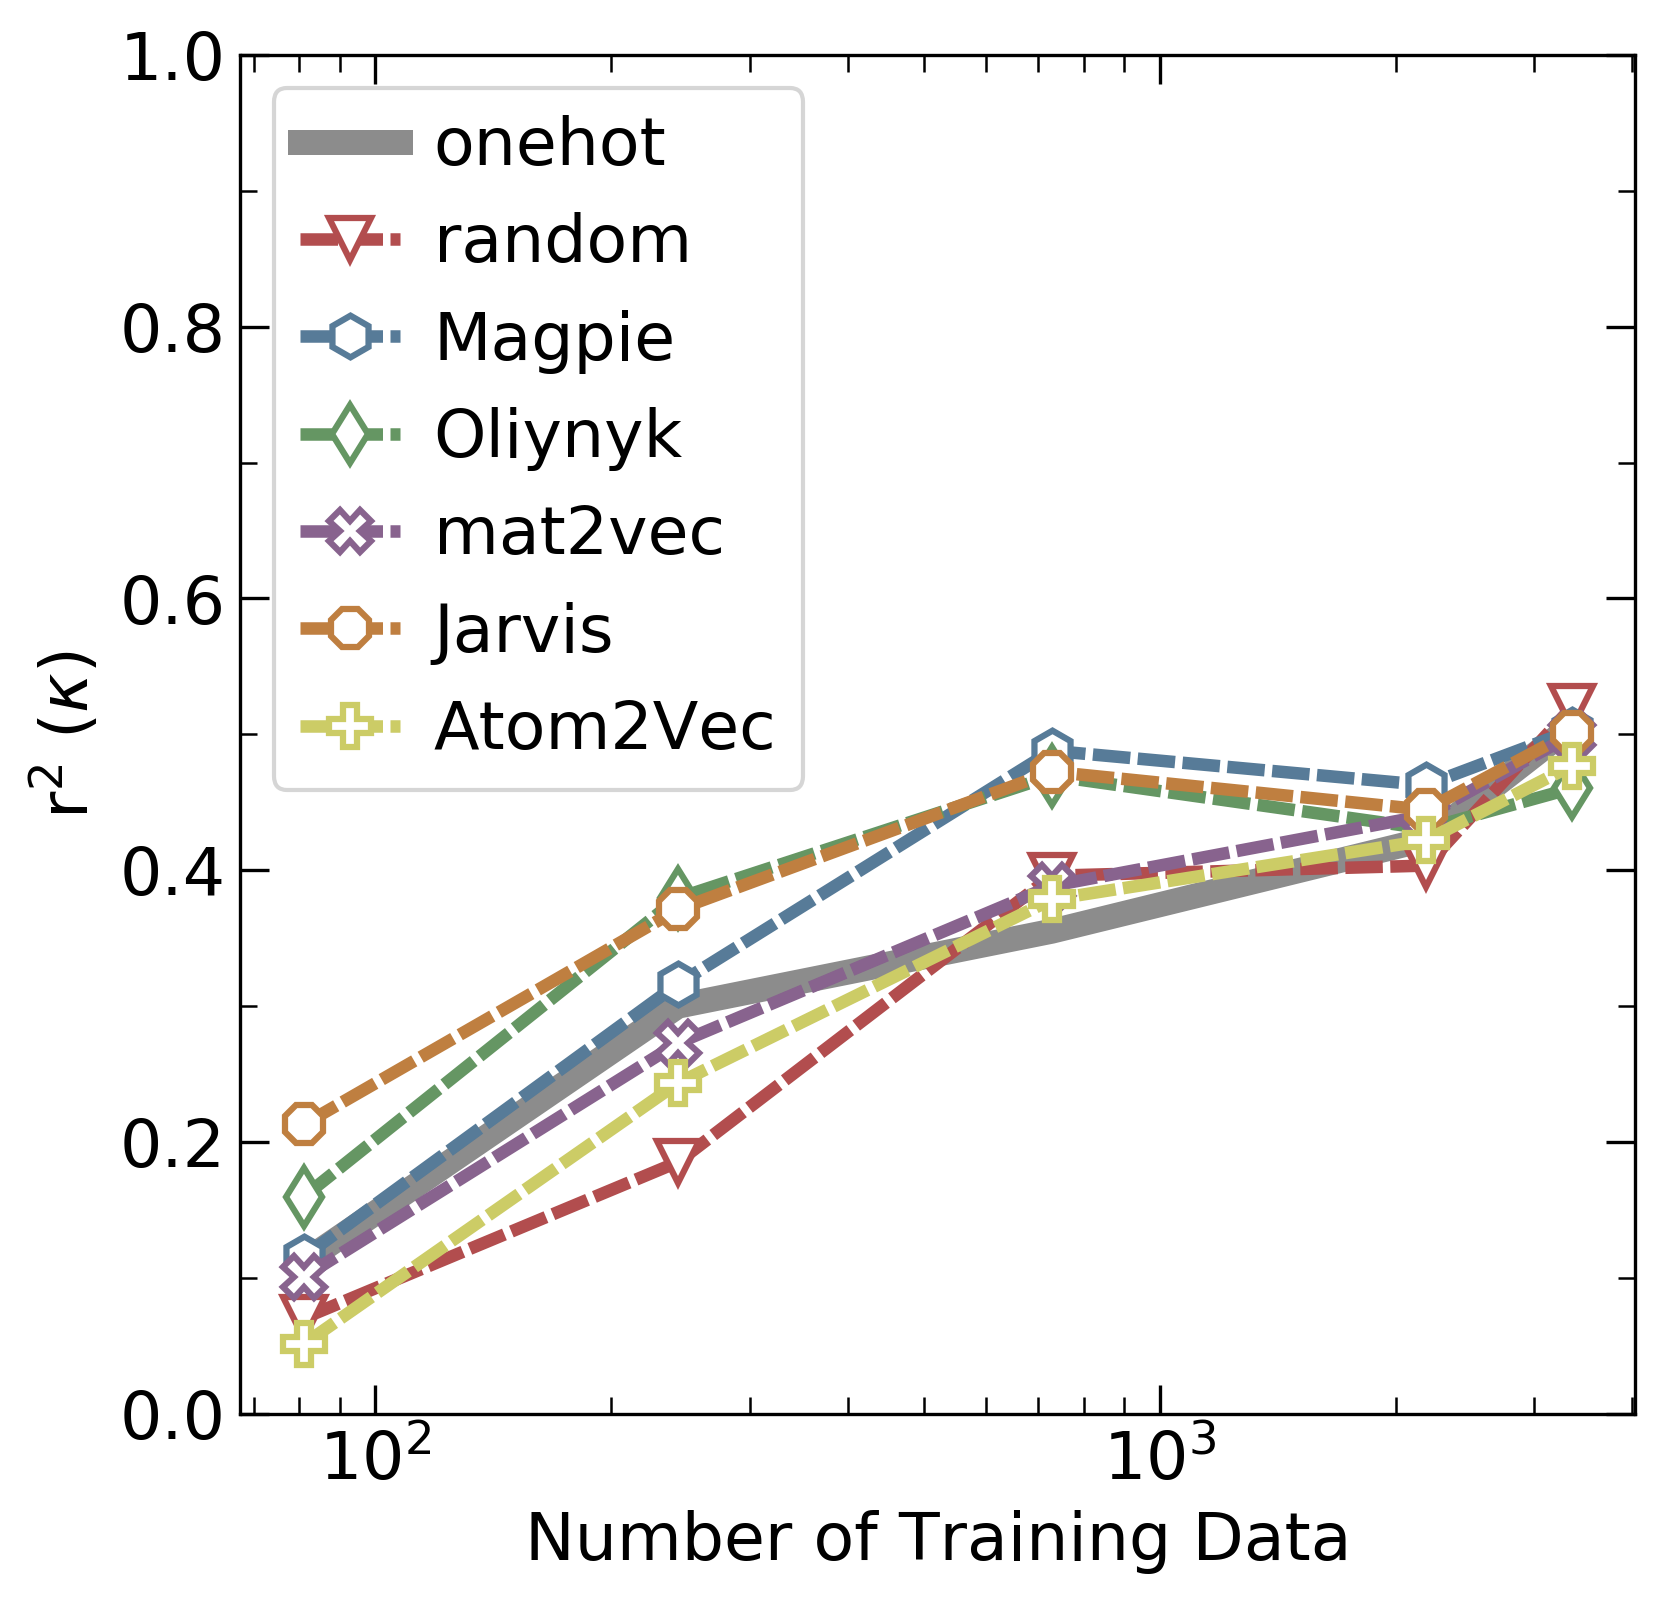 1.0
0.8
0.6
0.4
0.2
0.0
r² (κ)
onehot
random
Magpie
Oliynyk
mat2vec
Jarvis
Atom2Vec
10² 10³
Number of Training Data